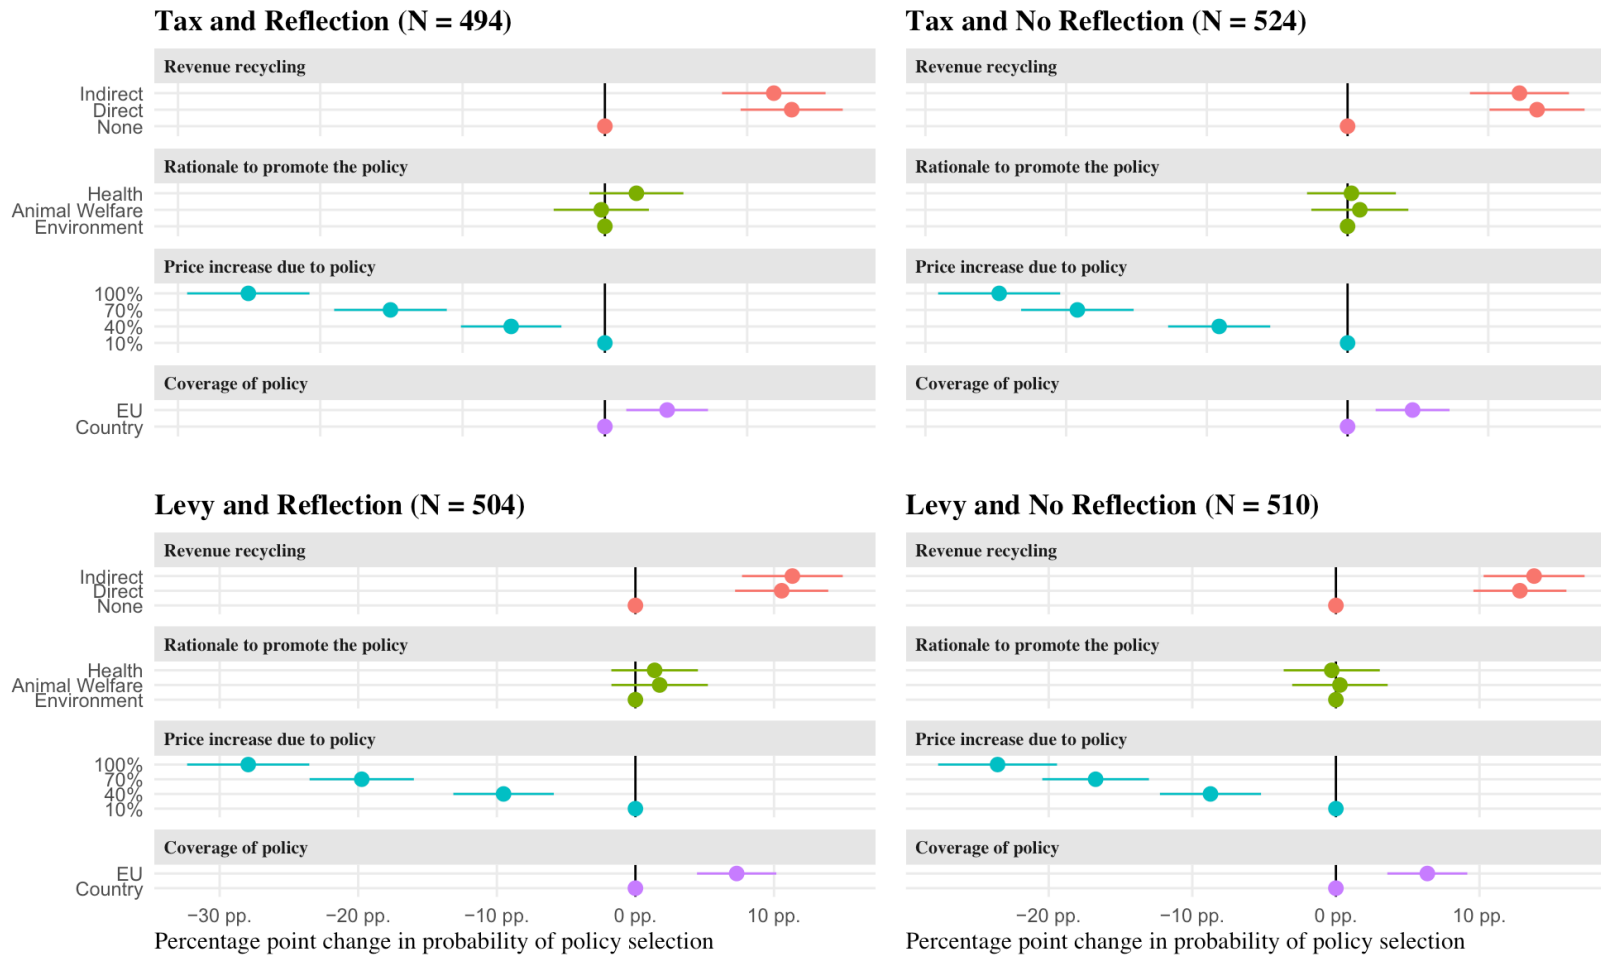 Tax and Reflection (N = 494)
Revenue recycling
Indirect
Direct
None
Rationale to promote the policy
Health
Animal Welfare
Environment
Price increase due to policy
100%
70%
40%
10%
Coverage of policy
EU
Country
Tax and No Reflection (N = 524)
Revenue recycling
Rationale to promote the policy
Price increase due to policy
Coverage of policy
Levy and Reflection (N = 504)
Revenue recycling
Indirect
Direct
None
Rationale to promote the policy
Health
Animal Welfare
Environment
Price increase due to policy
100%
70%
40%
10%
Coverage of policy
EU
Country
−30 pp. −20 pp. −10 pp. 0 pp. 10 pp.
Percentage point change in probability of policy selection
Levy and No Reflection (N = 510)
Revenue recycling
Rationale to promote the policy
Price increase due to policy
Coverage of policy
−20 pp. −10 pp. 0 pp. 10 pp.
Percentage point change in probability of policy selection